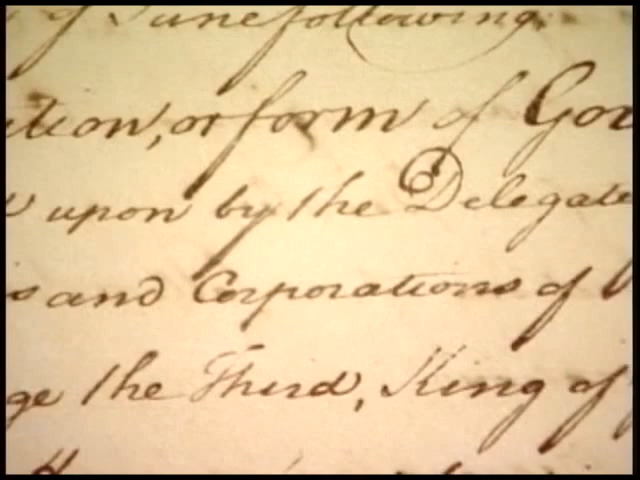 of June following.
ution, or form of Gov
upon by the Delegate
s and Corporations of
ge the Third, King of